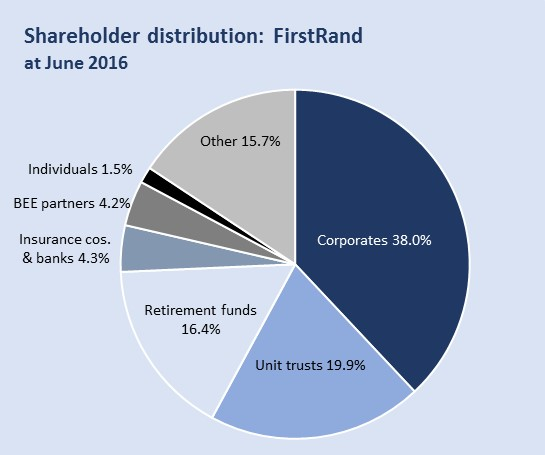 Shareholder distribution: FirstRand
at June 2016
Other 15.7%
Individuals 1.5%
BEE partners 4.2%
Corporates 38.0%
Insurance cos.
& banks 4.3%
Retirement funds
16.4%
Unit trusts 19.9%